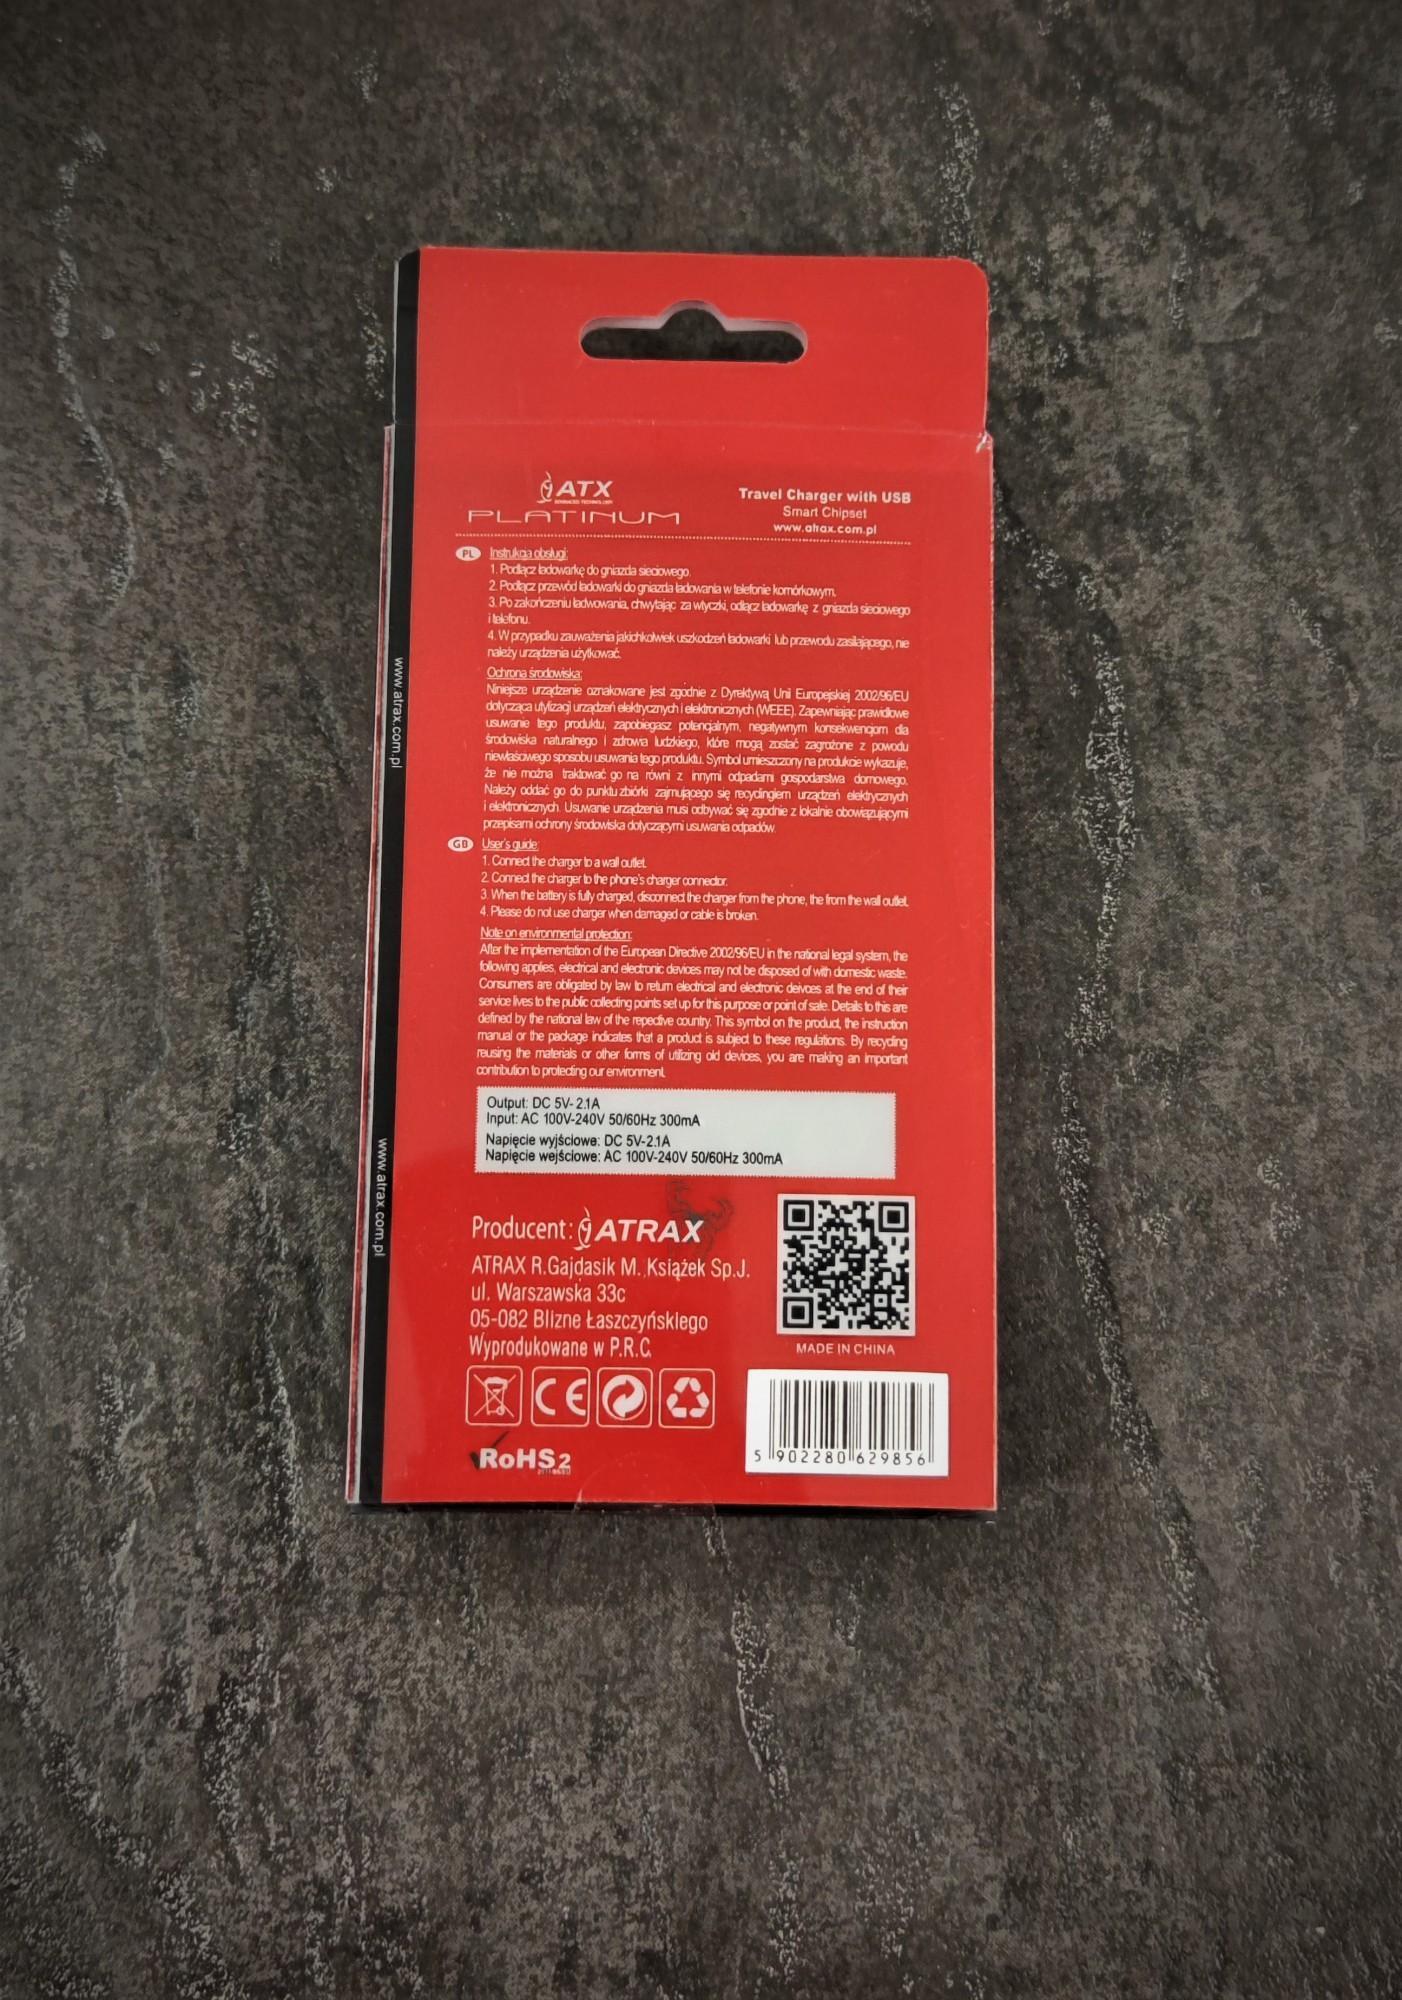 ATX
ADVANCED TECHNOLOGY
PLATINUM
Travel Charger with USB
Smart Chipset
www.atrax.com.pl
PL Instrukcja obsługi:
1. Podłącz ładowarkę do gniazda sieciowego.
2. Podłącz przewód ładowarki do gniazda ładowania w telefonie komórkowym.
3. Po zakończeniu ładwowania, chwytając za wtyczki, odłącz ładowarkę z gniazda sieciowego
i telefonu.
4. W przypadku zauważenia jakichkolwiek uszkodzeń ładowarki lub przewodu zasilającego, nie
należy urządzenia użytkować.
Ochrona środowiska:
Niniejsze urządzenie oznakowane jest zgodnie z Dyrektywą Unii Europejskiej 2002/96/EU
dotycząca utylizacji urządzeń elektrycznych i elektronicznych (WEEE). Zapewniając prawidłowe
usuwanie tego produktu, zapobiegasz potencjalnym, negatywnym konsekwencjom dla
środowiska naturalnego i zdrowia ludzkiego, które mogą zostać zagrożone z powodu
niewłaściwego sposobu usuwania tego produktu. Symbol umieszczony na produkcie wykazuje,
że nie można traktować go na równi z innymi odpadami gospodarstwa domowego.
Należy oddać go do punktu zbiórki zajmującego się recyclingiem urządzeń elektrycznych
i elektronicznych. Usuwanie urządzenia musi odbywać się zgodnie z lokalnie obowiązującymi
przepisami ochrony środowiska dotyczącymi usuwania odpadów.
GB User's guide:
1. Connect the charger to a wall outlet.
2. Connect the charger to the phone's charger connector.
3. When the battery is fully charged, disconnect the charger from the phone, the from the wall outlet.
4. Please do not use charger when damaged or cable is broken.
Note on environmental protection:
After the implementation of the European Directive 2002/96/EU in the national legal system, the
following applies, electrical and electronic devices may not be disposed of with domestic waste.
Consumers are obligated by law to return electrical and electronic deivces at the end of their
service lives to the public collecting points set up for this purpose or point of sale. Details to this are
defined by the national law of the repective country. This symbol on the product, the instruction
manual or the package indicates that a product is subject to these regulations. By recycling
reusing the materials or other forms of utilizing old devices, you are making an important
contribution to protecting our environment.
Output: DC 5V- 2.1A
Input: AC 100V-240V 50/60Hz 300mA
Napięcie wyjściowe: DC 5V-2.1A
Napięcie wejściowe: AC 100V-240V 50/60Hz 300mA
Producent: ATRAX
ATRAX R.Gajdasik M. Książek Sp.J.
ul. Warszawska 33c
05-082 Blizne Łaszczyńskiego
Wyprodukowane w P.R.C.
MADE IN CHINA
CE
RoHS2
5 902280 629856
www.atrax.com.pl
www.atrax.com.pl